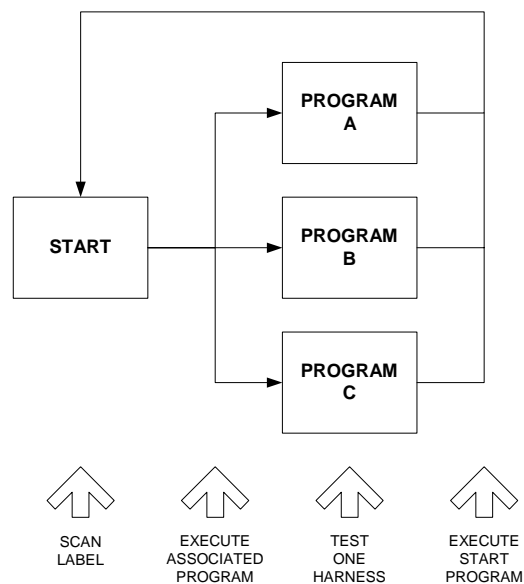 PROGRAM
A
START
PROGRAM
B
PROGRAM
C
SCAN
LABEL
EXECUTE
ASSOCIATED
PROGRAM
TEST
ONE
HARNESS
EXECUTE
START
PROGRAM